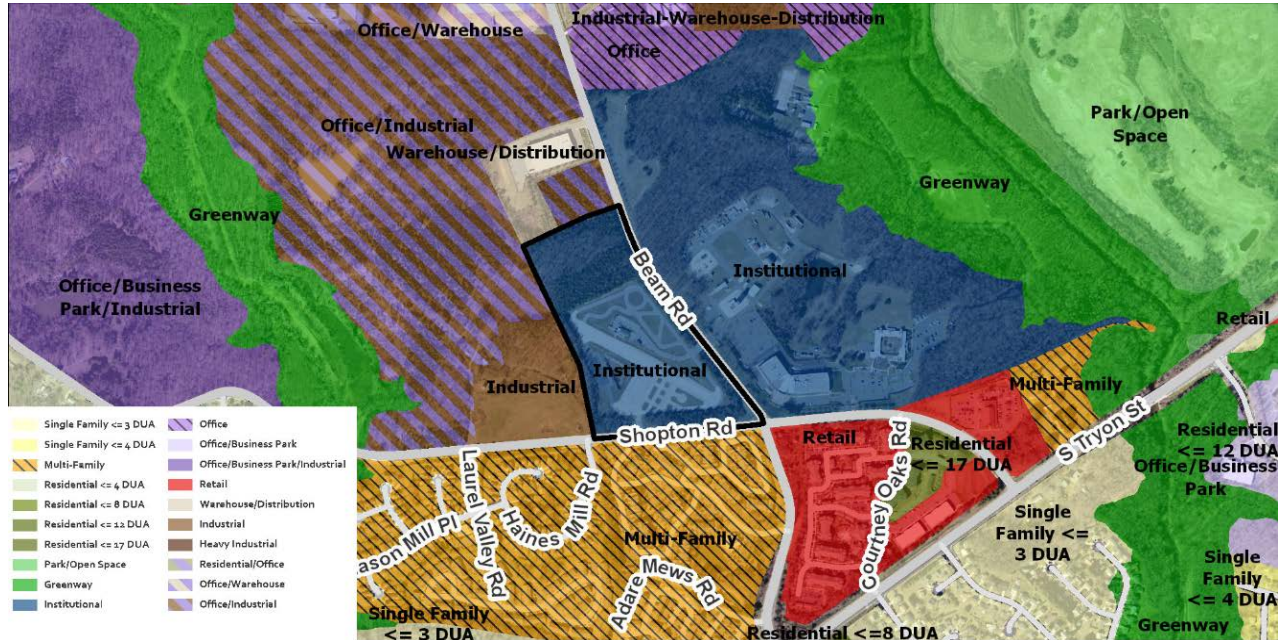 Office/Warehouse
Industrial-Warehouse-Distribution
Office
Park/Open
Space
Office/Industrial
Warehouse/Distribution
Greenway
Greenway
Office/Business
Park/Industrial
Institutional
Beam Rd
Retail
Industrial
Institutional
Multi-Family
Shopton Rd
S Tryon St
Retail
Residential
<= 17 DUA
Residential
<= 12 DUA
Office/Business
Park
Courtney Oaks Rd
Laurel Valley Rd
Haines Mill Rd
ason Mill Pl
Multi-Family
Adare Mews Rd
Single
Family <=
3 DUA
Single
Family
<= 4 DUA
Single Family
<= 3 DUA
Residential <=8 DUA
Greenway
Single Family <= 3 DUA
Single Family <= 4 DUA
Multi-Family
Residential <= 4 DUA
Residential <= 8 DUA
Residential <= 12 DUA
Residential <= 17 DUA
Park/Open Space
Greenway
Institutional
Office
Office/Business Park
Office/Business Park/Industrial
Retail
Warehouse/Distribution
Industrial
Heavy Industrial
Residential/Office
Office/Warehouse
Office/Industrial